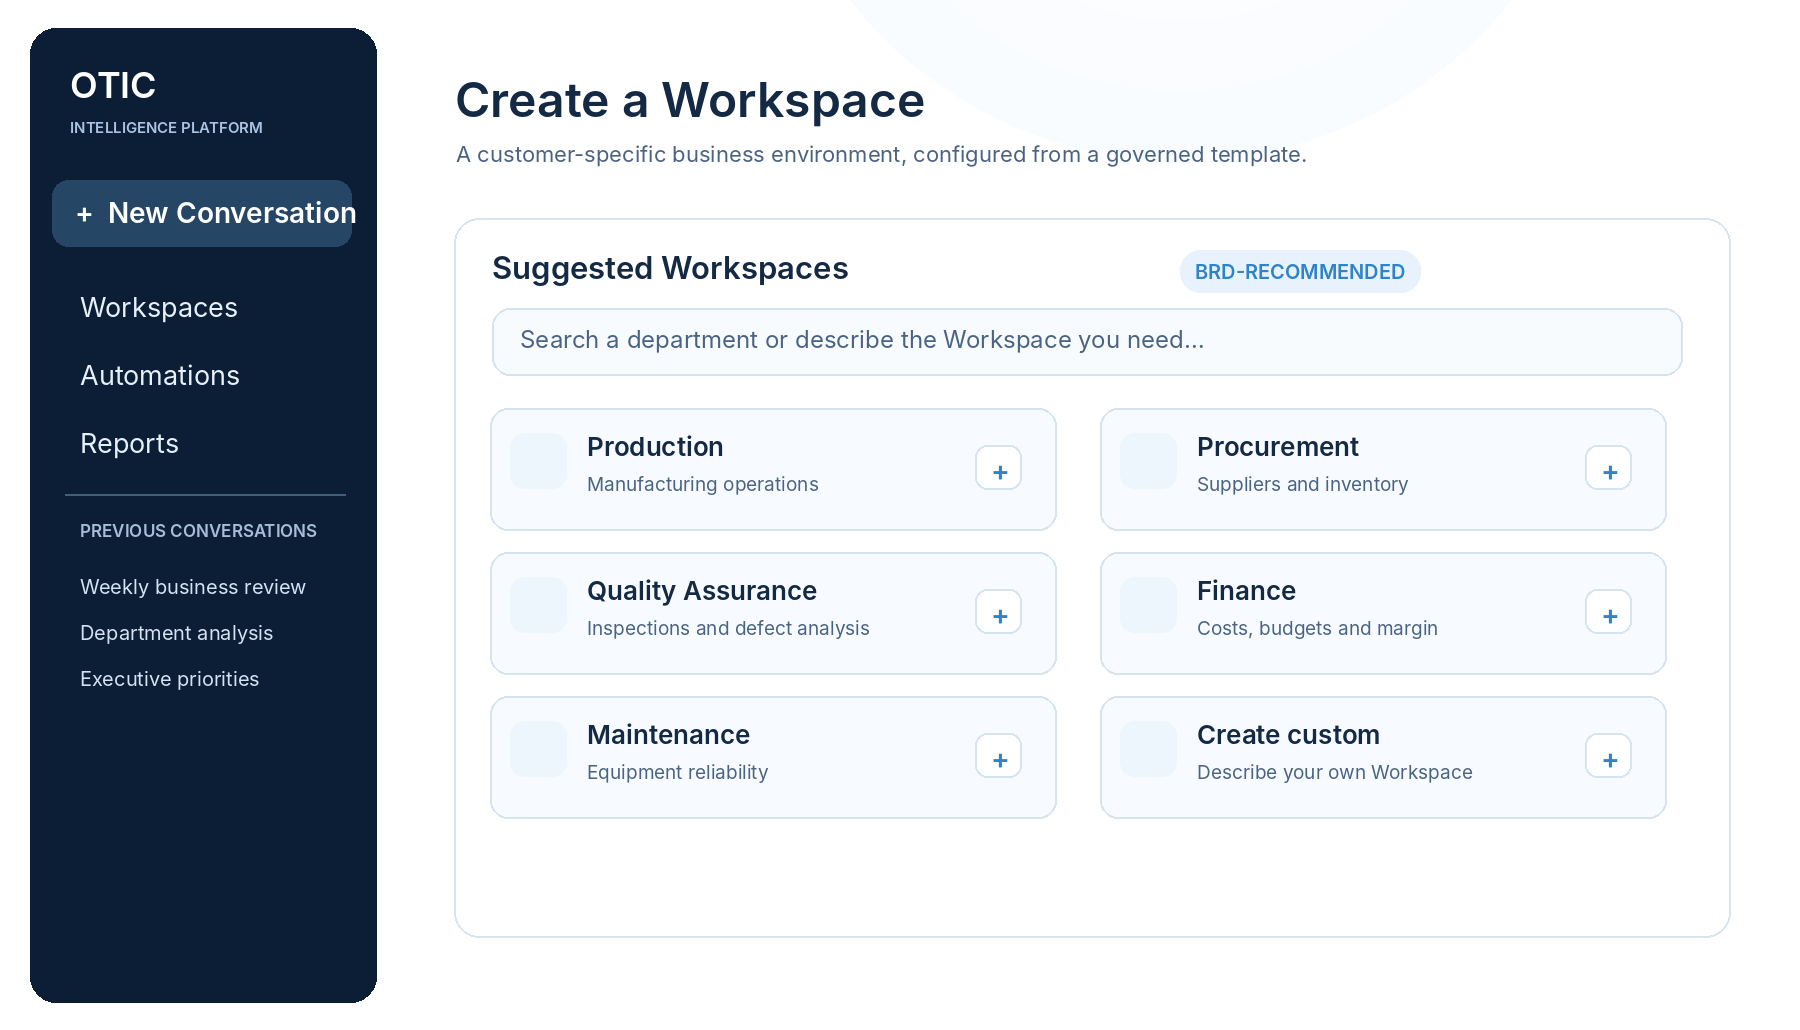 OTIC
INTELLIGENCE PLATFORM
+ New Conversation
Workspaces
Automations
Reports
PREVIOUS CONVERSATIONS
Weekly business review
Department analysis
Executive priorities
Create a Workspace
A customer-specific business environment, configured from a governed template.
Suggested Workspaces
BRD-RECOMMENDED
Search a department or describe the Workspace you need...
Production
Manufacturing operations
+
Procurement
Suppliers and inventory
+
Quality Assurance
Inspections and defect analysis
+
Finance
Costs, budgets and margin
+
Maintenance
Equipment reliability
+
Create custom
Describe your own Workspace
+